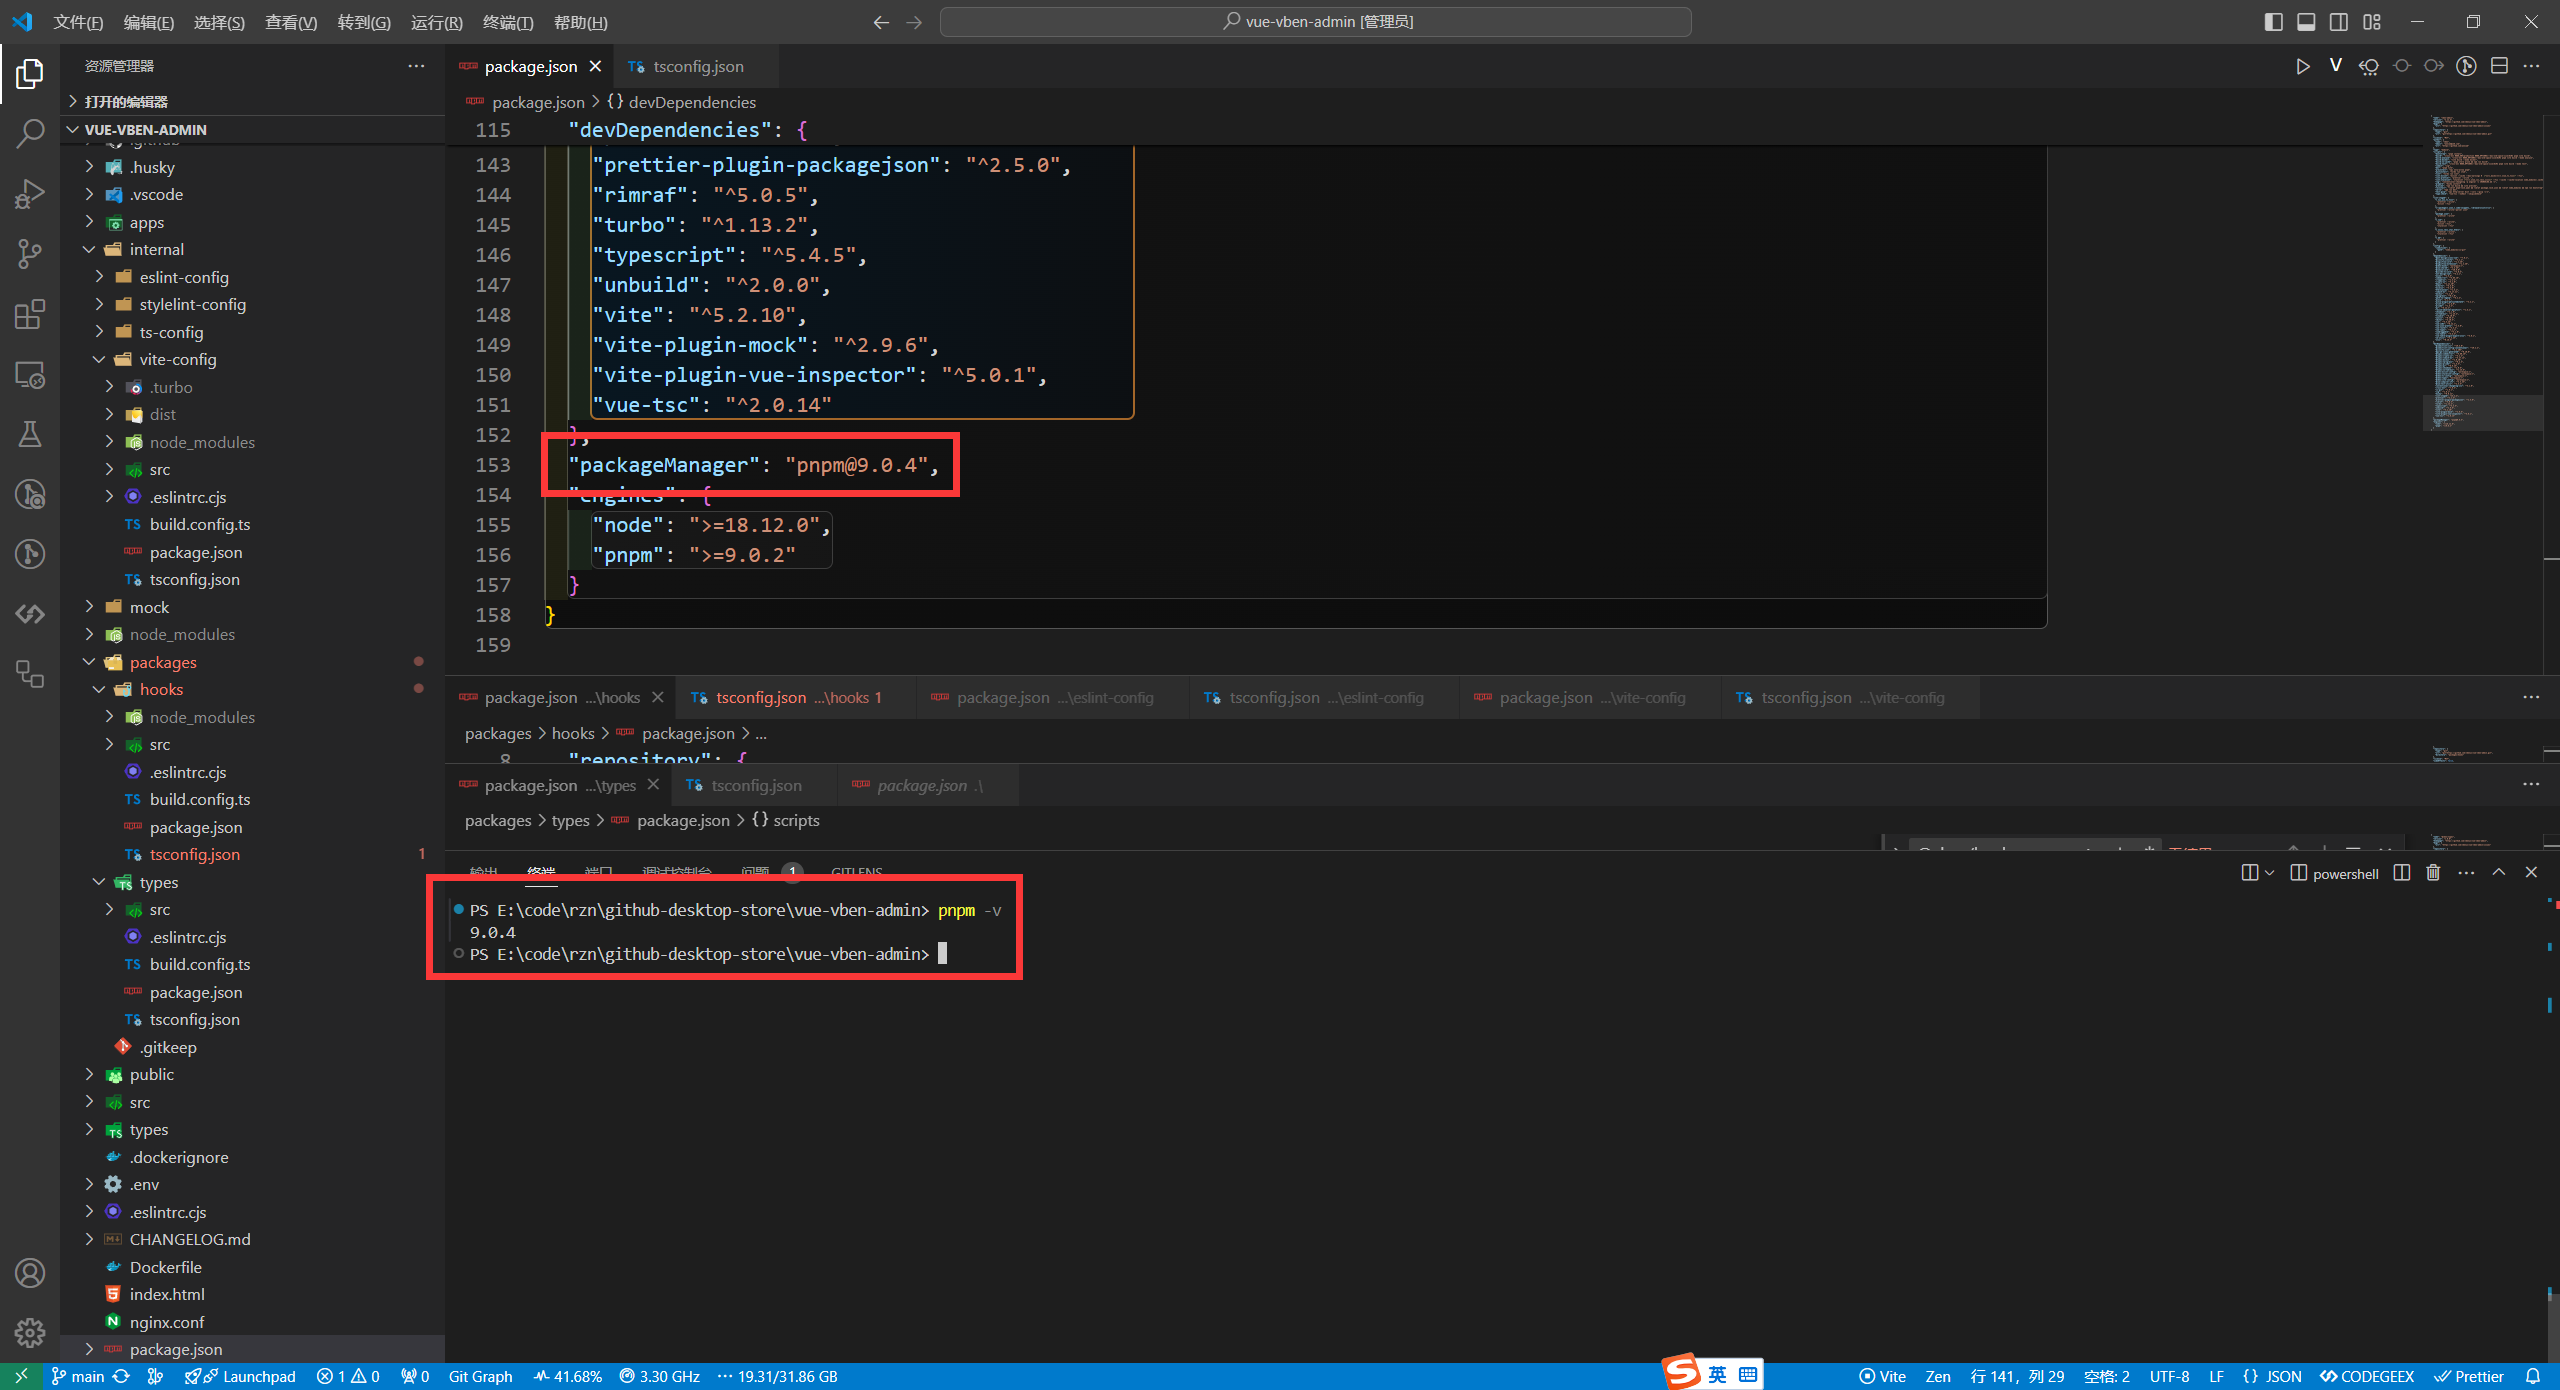 文件(F) 编辑(E) 选择(S) 查看(V) 转到(G) 运行(R) 终端(T) 帮助(H)
vue-vben-admin [管理员]
资源管理器
打开的编辑器
VUE-VBEN-ADMIN
.github
.husky
.vscode
apps
internal
eslint-config
stylelint-config
ts-config
vite-config
.turbo
dist
node_modules
src
.eslintrc.cjs
build.config.ts
package.json
tsconfig.json
mock
node_modules
packages
hooks
node_modules
src
.eslintrc.cjs
build.config.ts
package.json
tsconfig.json 1
types
src
.eslintrc.cjs
build.config.ts
package.json
tsconfig.json
.gitkeep
public
src
types
.dockerignore
.env
.eslintrc.cjs
CHANGELOG.md
Dockerfile
index.html
nginx.conf
package.json
package.json tsconfig.json
package.json > {} devDependencies
115 "devDependencies": {
143 "prettier-plugin-packagejson": "^2.5.0",
144 "rimraf": "^5.0.5",
145 "turbo": "^1.13.2",
146 "typescript": "^5.4.5",
147 "unbuild": "^2.0.0",
148 "vite": "^5.2.10",
149 "vite-plugin-mock": "^2.9.6",
150 "vite-plugin-vue-inspector": "^5.0.1",
151 "vue-tsc": "^2.0.14"
152 },
153 "packageManager": "pnpm@9.0.4",
154 "engines": {
155 "node": ">=18.12.0",
156 "pnpm": ">=9.0.2"
157 }
158 }
159
package.json ...\hooks tsconfig.json ...\hooks 1 package.json ...\eslint-config tsconfig.json ...\eslint-config package.json ...\vite-config tsconfig.json ...\vite-config
packages > hooks > package.json > ...
8 "repository": {
package.json ...\types tsconfig.json package.json .\
packages > types > package.json > {} scripts
输出 终端 端口 调试控制台 问题 1 GITLENS
powershell
PS E:\code\rzn\github-desktop-store\vue-vben-admin> pnpm -v
9.0.4
PS E:\code\rzn\github-desktop-store\vue-vben-admin>
main Launchpad 1 0 0 Git Graph 41.68% 3.30 GHz 19.31/31.86 GB 英 Vite Zen 行 141，列 29 空格: 2 UTF-8 LF {} JSON CODEGEEX Prettier